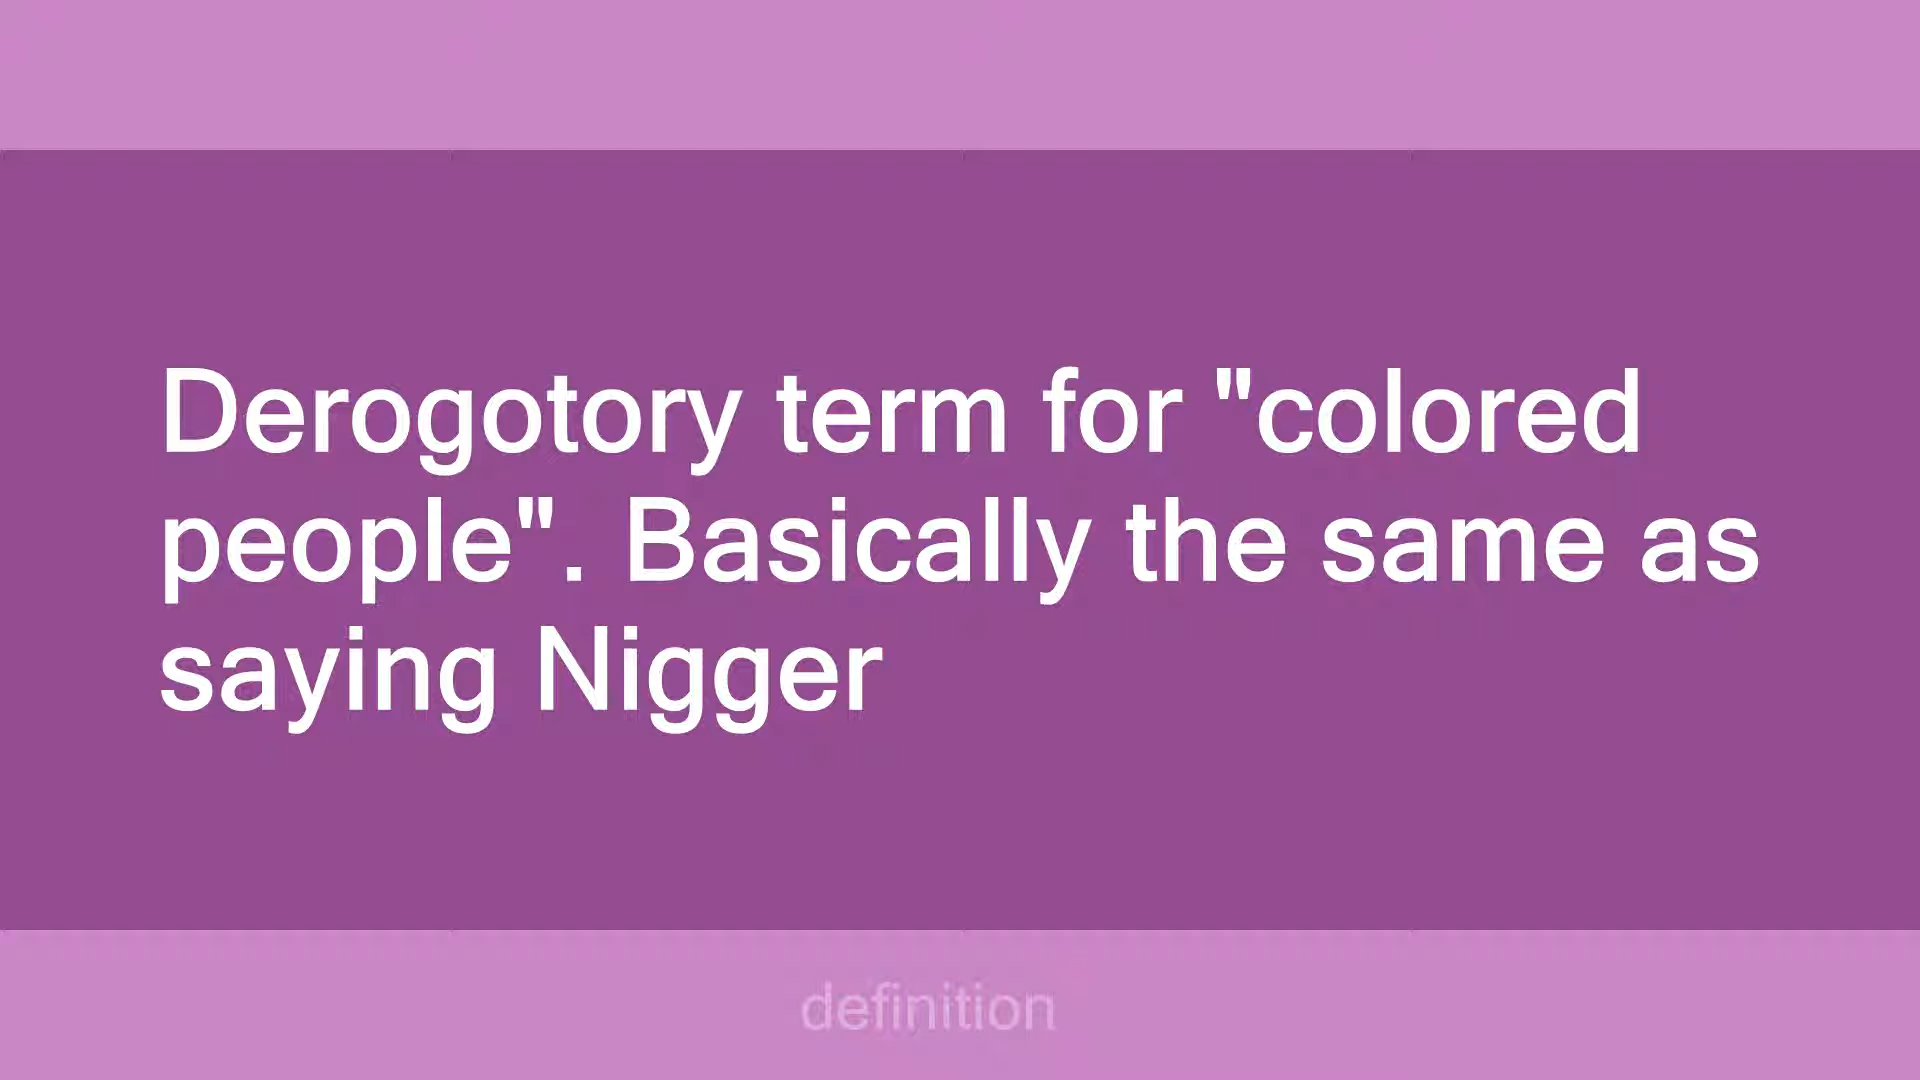 Derogotory term for "colored
people". Basically the same as
saying Nigger
definition